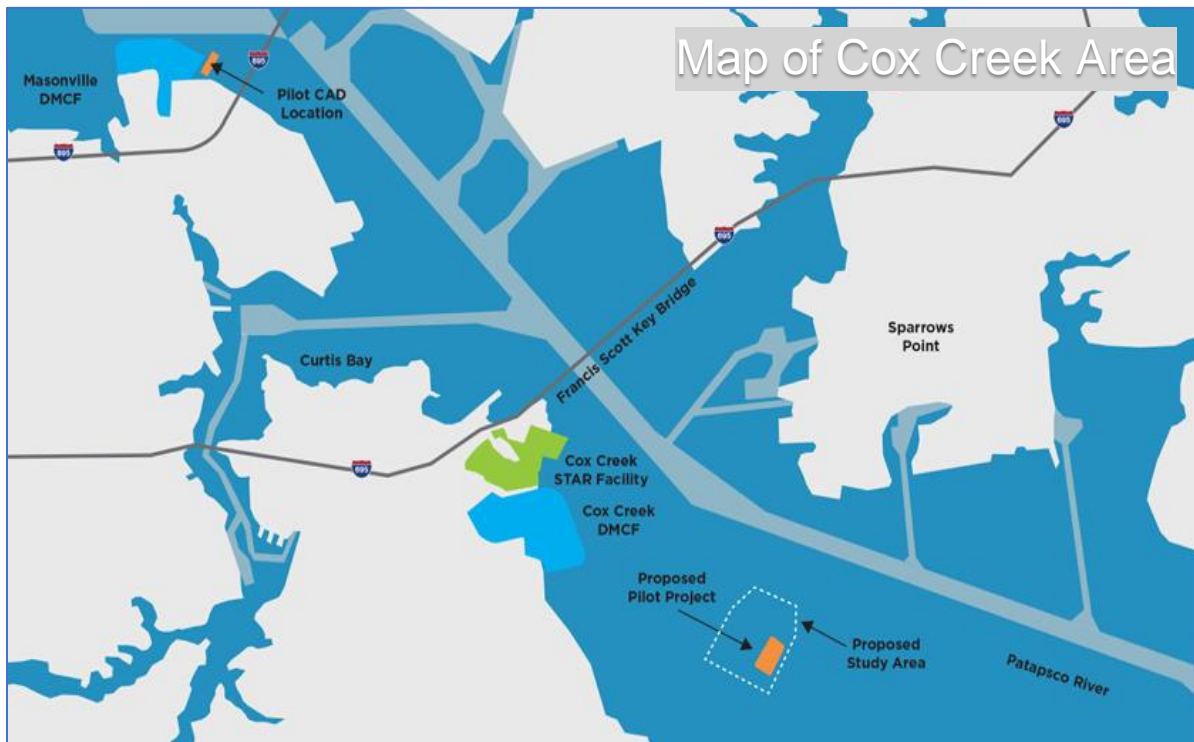 Map of Cox Creek Area
Masonville
DMCF
Pilot CAD
Location
895
895
695
695
Francis Scott Key Bridge
Sparrows
Point
Curtis Bay
695
Cox Creek
STAR Facility
Cox Creek
DMCF
Proposed
Pilot Project
Proposed
Study Area
Patapsco River